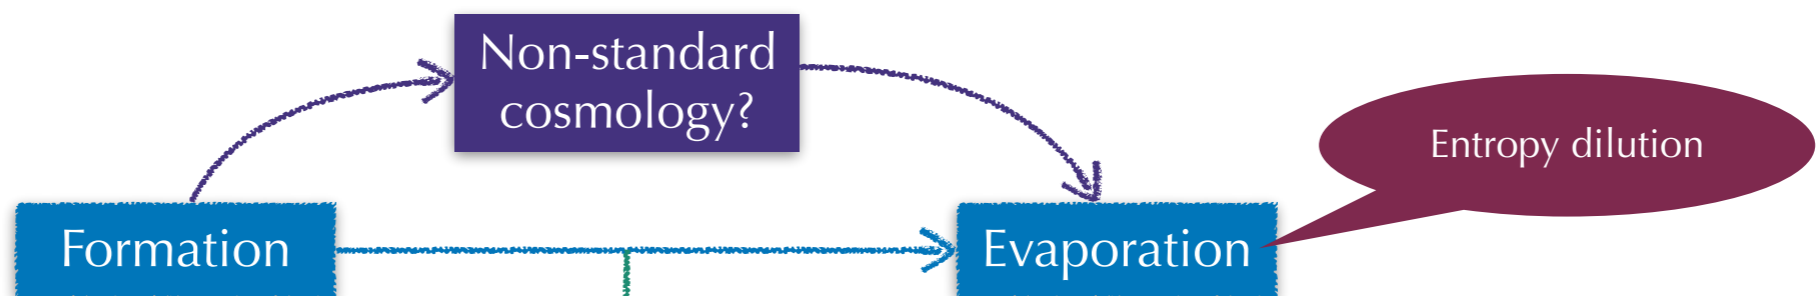 Non-standard
cosmology?
Entropy dilution
Formation
Evaporation